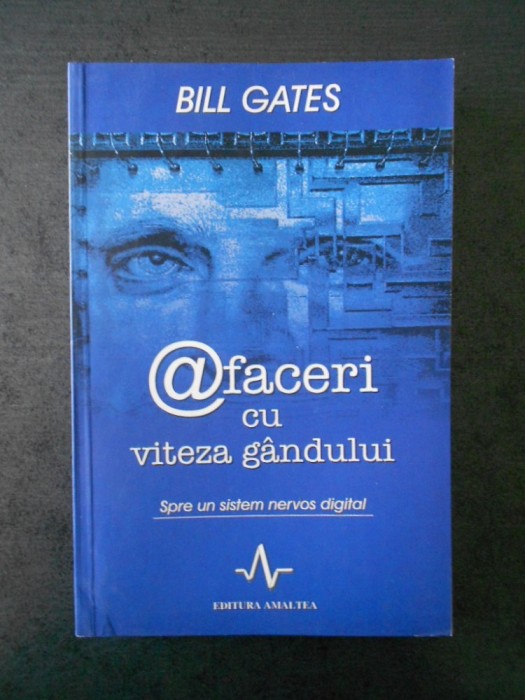 BILL GATES
@faceri
cu
viteza gândului
Spre un sistem nervos digital
EDITURA AMALTEA